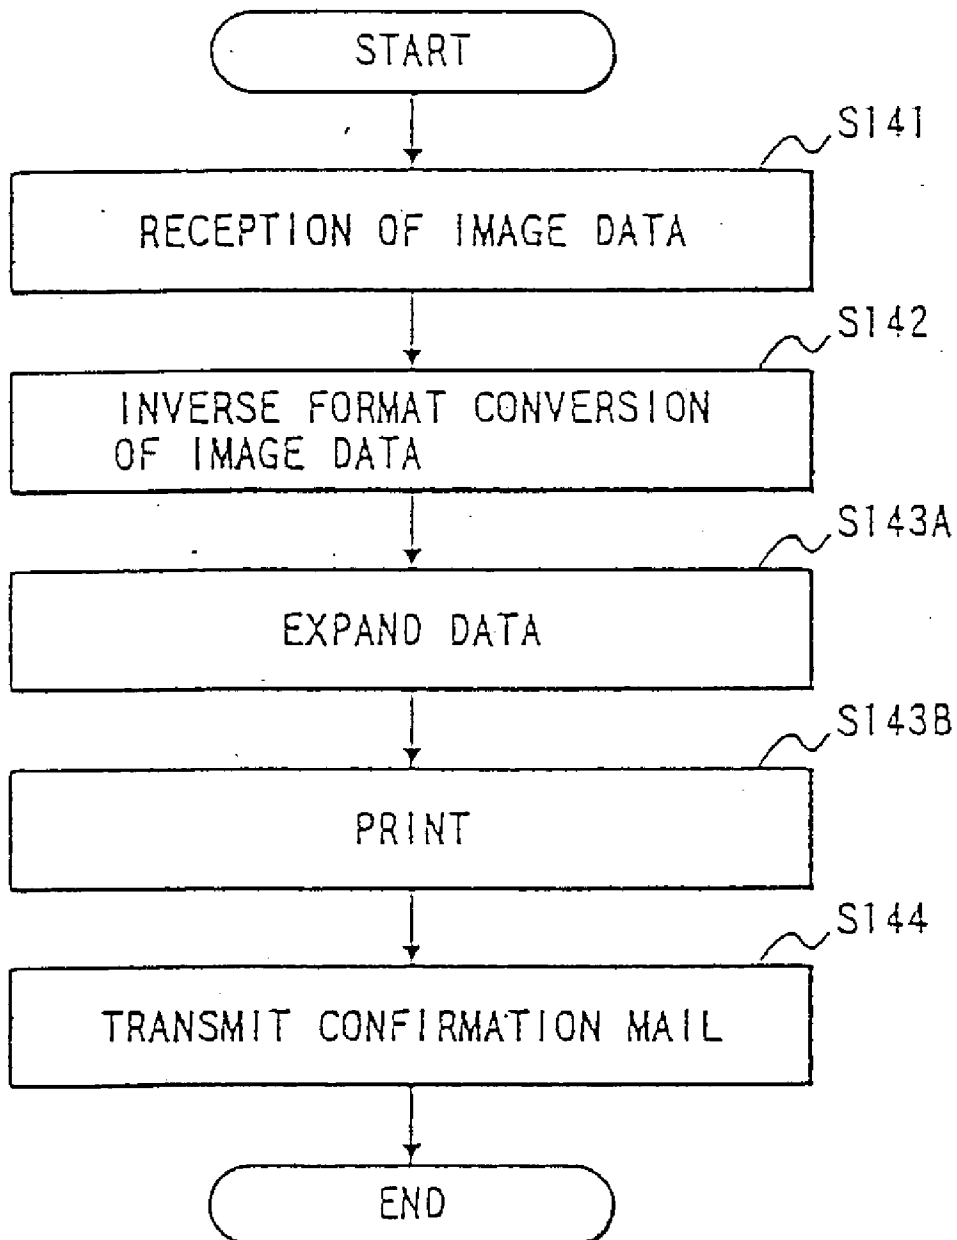 START
S141
RECEPTION OF IMAGE DATA
S142
INVERSE FORMAT CONVERSION
OF IMAGE DATA
S143A
EXPAND DATA
S143B
PRINT
S144
TRANSMIT CONFIRMATION MAIL
END